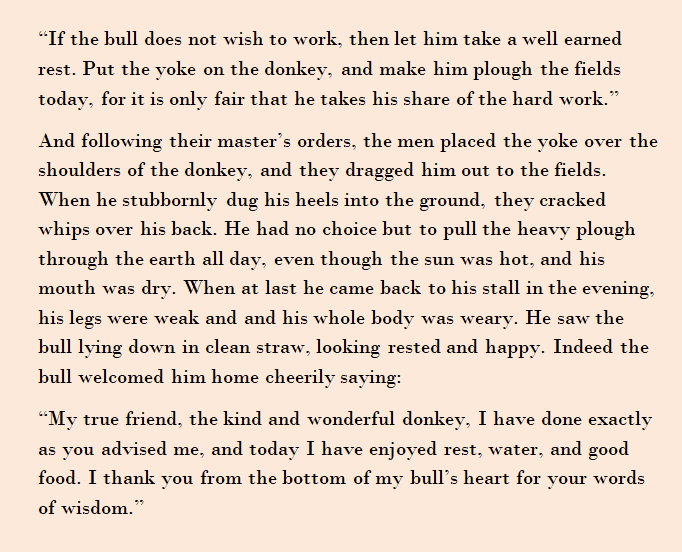 “If the bull does not wish to work, then let him take a well earned
rest. Put the yoke on the donkey, and make him plough the fields
today, for it is only fair that he takes his share of the hard work.”
And following their master’s orders, the men placed the yoke over the
shoulders of the donkey, and they dragged him out to the fields.
When he stubbornly dug his heels into the ground, they cracked
whips over his back. He had no choice but to pull the heavy plough
through the earth all day, even though the sun was hot, and his
mouth was dry. When at last he came back to his stall in the evening,
his legs were weak and and his whole body was weary. He saw the
bull lying down in clean straw, looking rested and happy. Indeed the
bull welcomed him home cheerily saying:
“My true friend, the kind and wonderful donkey, I have done exactly
as you advised me, and today I have enjoyed rest, water, and good
food. I thank you from the bottom of my bull’s heart for your words
of wisdom.”